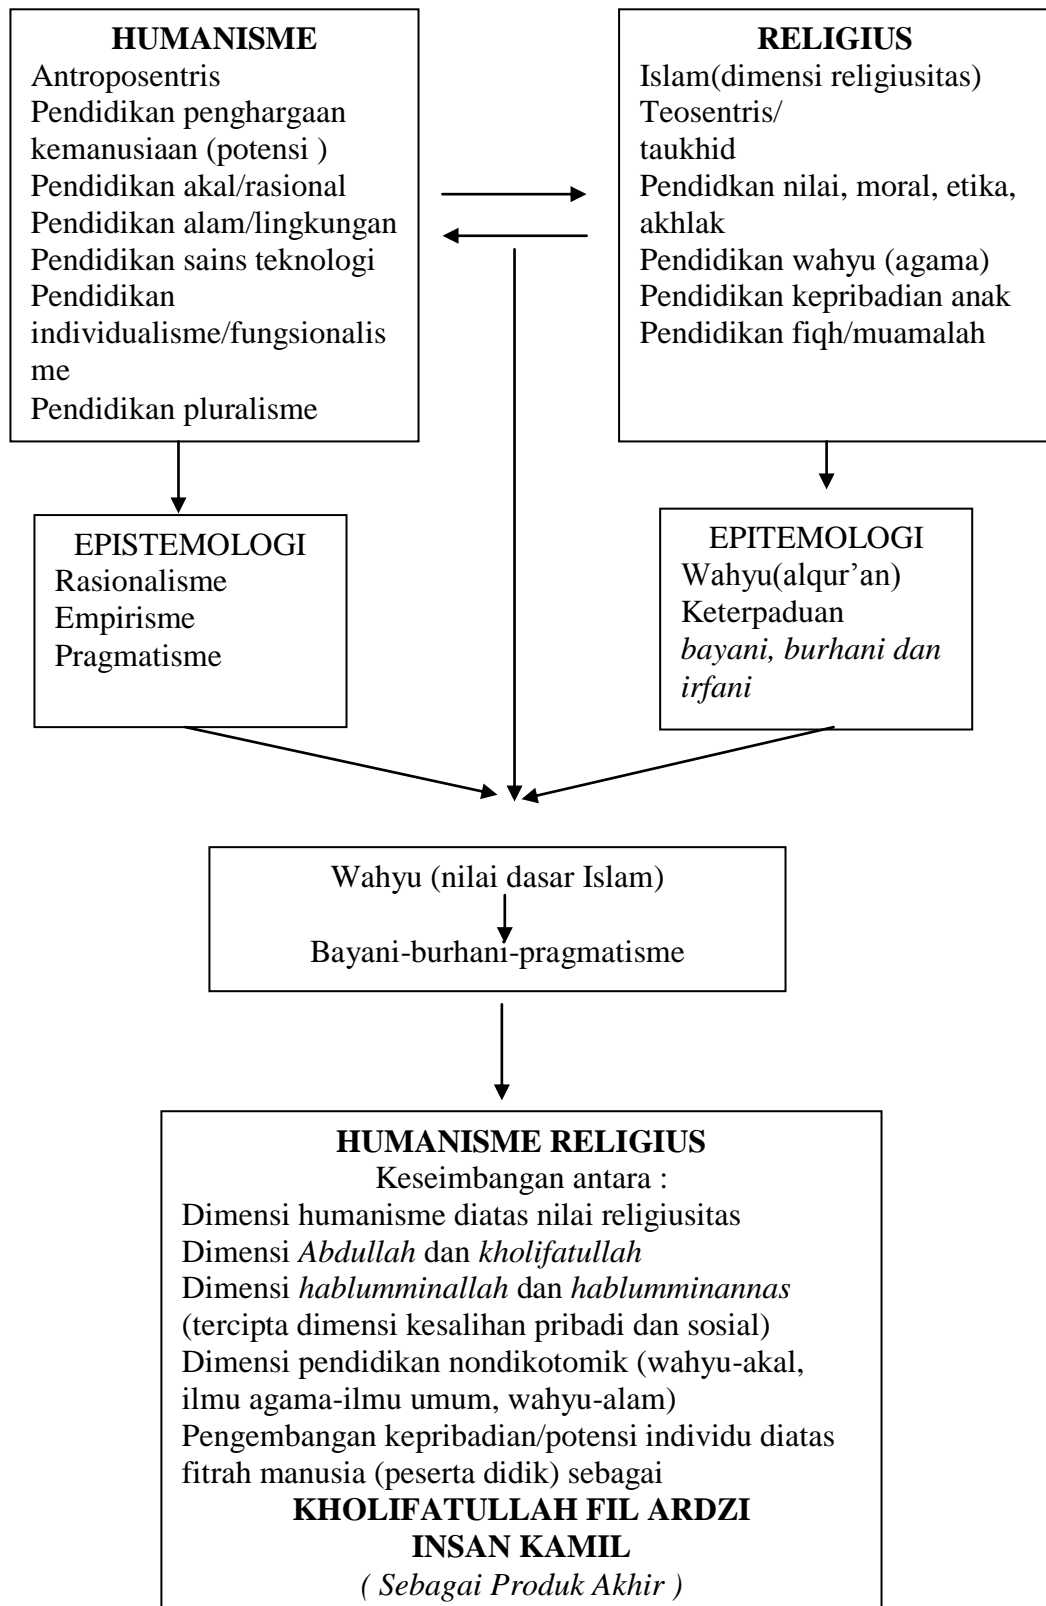 HUMANISME
Antroposentris
Pendidikan penghargaan
kemanusiaan (potensi )
Pendidikan akal/rasional
Pendidikan alam/lingkungan
Pendidikan sains teknologi
Pendidikan
individualisme/fungsionalis
me
Pendidikan pluralisme
RELIGIUS
Islam(dimensi religiusitas)
Teosentris/
taukhid
Pendidkan nilai, moral, etika,
akhlak
Pendidikan wahyu (agama)
Pendidikan kepribadian anak
Pendidikan fiqh/muamalah
EPISTEMOLOGI
Rasionalisme
Empirisme
Pragmatisme
EPITEMOLOGI
Wahyu(alqur’an)
Keterpaduan
bayani, burhani dan
irfani
Wahyu (nilai dasar Islam)
Bayani-burhani-pragmatisme
HUMANISME RELIGIUS
Keseimbangan antara :
Dimensi humanisme diatas nilai religiusitas
Dimensi Abdullah dan kholifatullah
Dimensi hablumminallah dan hablumminannas
(tercipta dimensi kesalihan pribadi dan sosial)
Dimensi pendidikan nondikotomik (wahyu-akal,
ilmu agama-ilmu umum, wahyu-alam)
Pengembangan kepribadian/potensi individu diatas
fitrah manusia (peserta didik) sebagai
KHOLIFATULLAH FIL ARDZI
INSAN KAMIL
( Sebagai Produk Akhir )